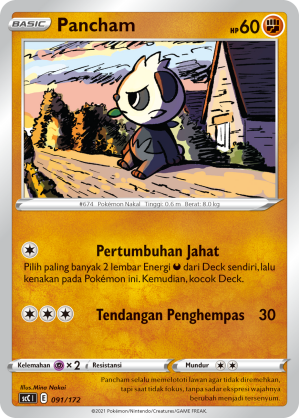 BASIC Pancham HP60
#674 Pokémon Nakal Tinggi: 0.6 m Berat: 8.0 kg
Pertumbuhan Jahat
Pilih paling banyak 2 lembar Energi dari Deck sendiri, lalu
kenakan pada Pokémon ini. Kemudian, kocok Deck.
Tendangan Penghempas 30
Kelemahan ×2 Resistansi Mundur
Illus. Mina Nakai
sc1 I E 091/172
Pancham selalu memelototi lawan agar tidak diremehkan,
tapi saat menjadi tenang, tanpa sadar ekspresi wajahnya
berubah menjadi tersenyum.
©2021 Pokémon/Nintendo/Creatures/GAME FREAK